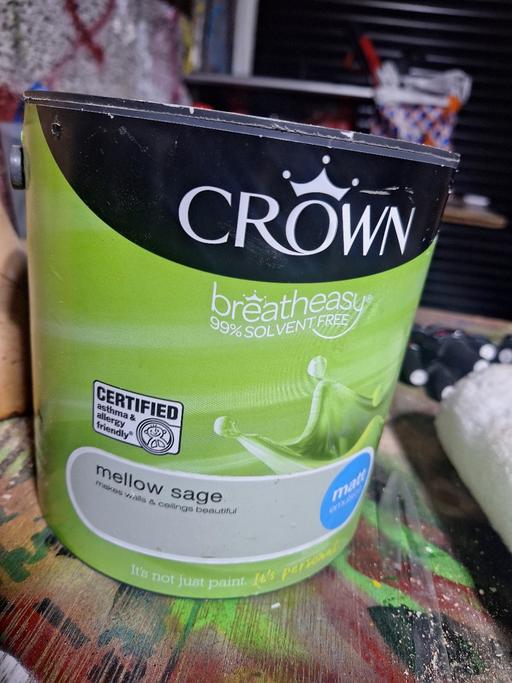 CROWN
breatheasy®
99% SOLVENT FREE
CERTIFIED
asthma &
allergy
friendly®
mellow sage
makes walls & ceilings beautiful
matt
emulsion
It's not just paint. It's personal.